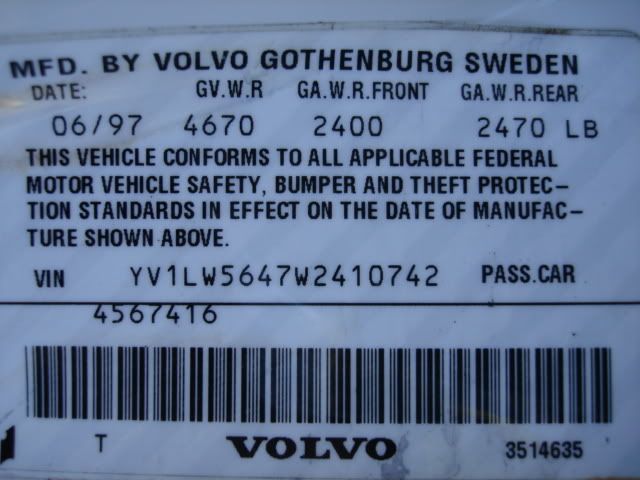 MFD. BY VOLVO GOTHENBURG SWEDEN
DATE: GV.W.R GA.W.R.FRONT GA.W.R.REAR
06/97 4670 2400 2470 LB
THIS VEHICLE CONFORMS TO ALL APPLICABLE FEDERAL
MOTOR VEHICLE SAFETY, BUMPER AND THEFT PROTEC-
TION STANDARDS IN EFFECT ON THE DATE OF MANUFAC-
TURE SHOWN ABOVE.
VIN YV1LW5647W2410742 PASS.CAR
4567416
T VOLVO 3514635